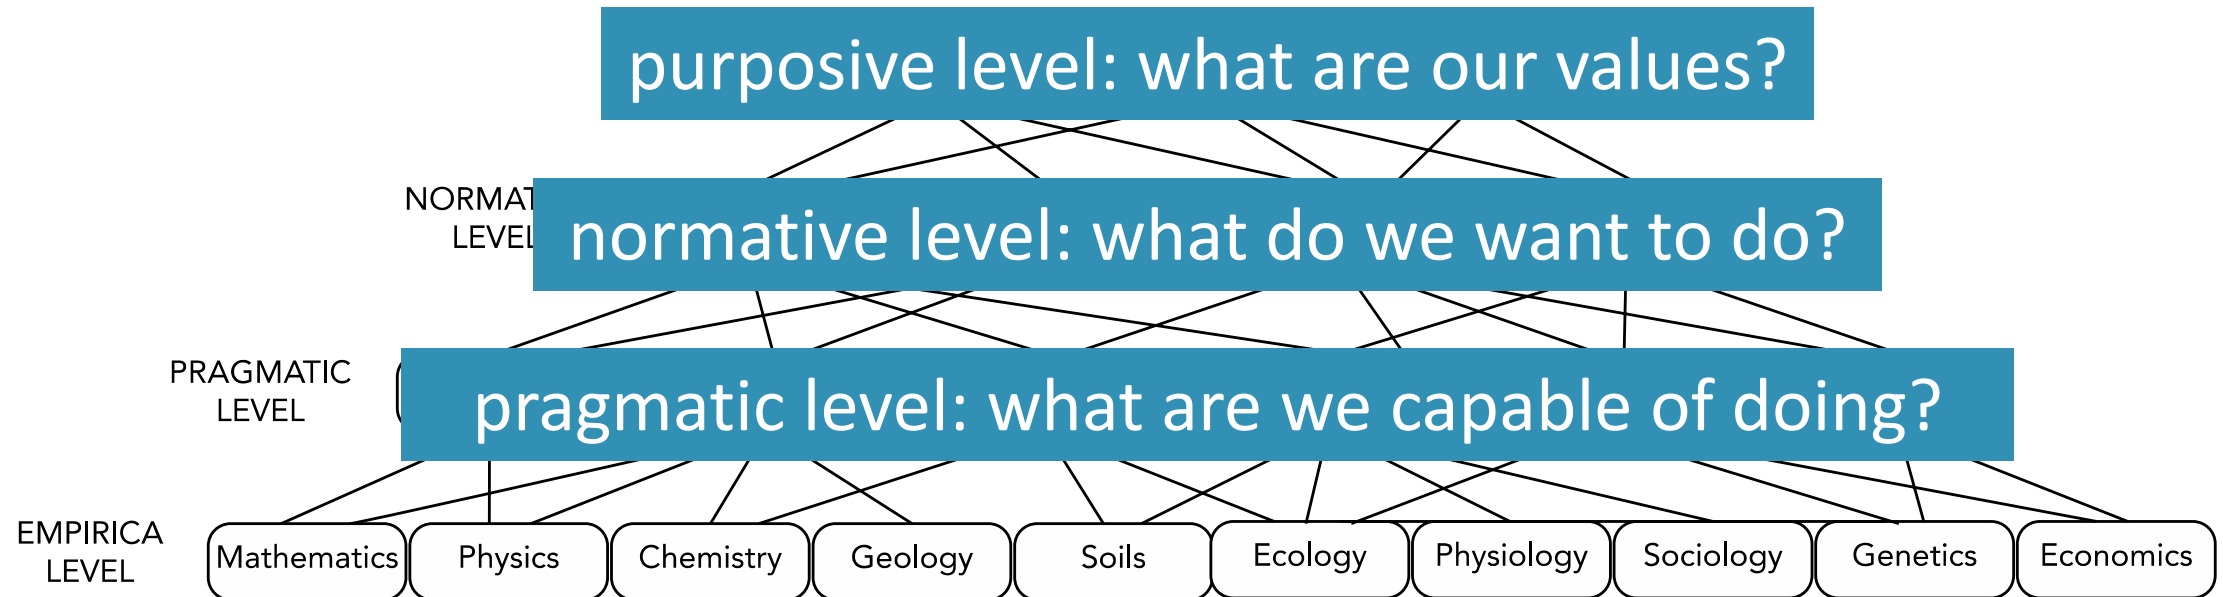 purposive level: what are our values?
NORMAT
LEVEL
normative level: what do we want to do?
PRAGMATIC
LEVEL
pragmatic level: what are we capable of doing?
EMPIRICA
LEVEL
Mathematics
Physics
Chemistry
Geology
Soils
Ecology
Physiology
Sociology
Genetics
Economics